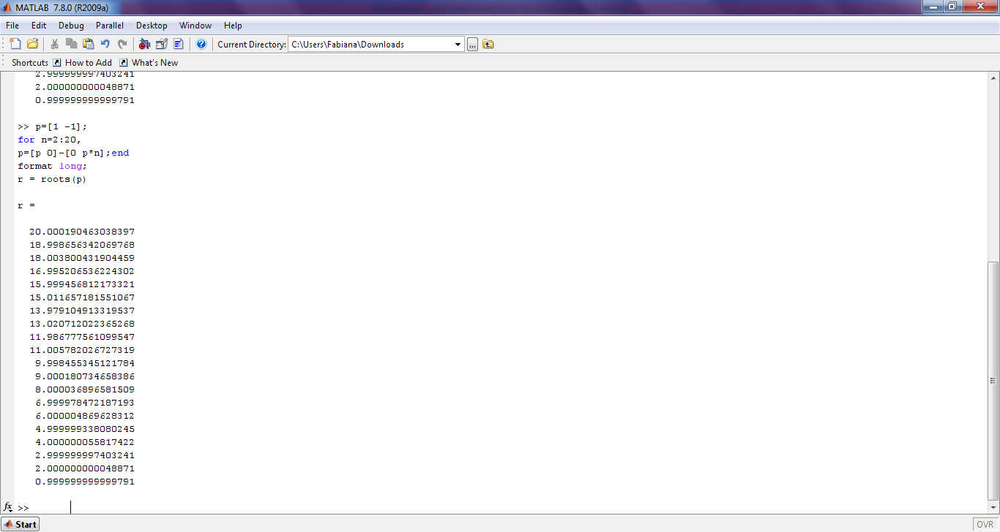 MATLAB 7.8.0 (R2009a)
File Edit Debug Parallel Desktop Window Help
Current Directory: C:\Users\Fabiana\Downloads ...
Shortcuts How to Add What's New
2.999999997403241
2.000000000048871
0.999999999999791
>> p=[1 -1];
for n=2:20,
p=[p 0]-[0 p*n];end
format long;
r = roots(p)
r =
20.000190463038397
18.998656342069768
18.003800431904459
16.995206536224302
15.999456812173321
15.011657181551067
13.979104913319537
13.020712022365268
11.986777561099547
11.005782026727319
9.998455345121784
9.000180734658386
8.000036896581509
6.999978472187193
6.000004869628312
4.999999338080245
4.000000055817422
2.999999997403241
2.000000000048871
0.999999999999791
fx >>
Start OVR